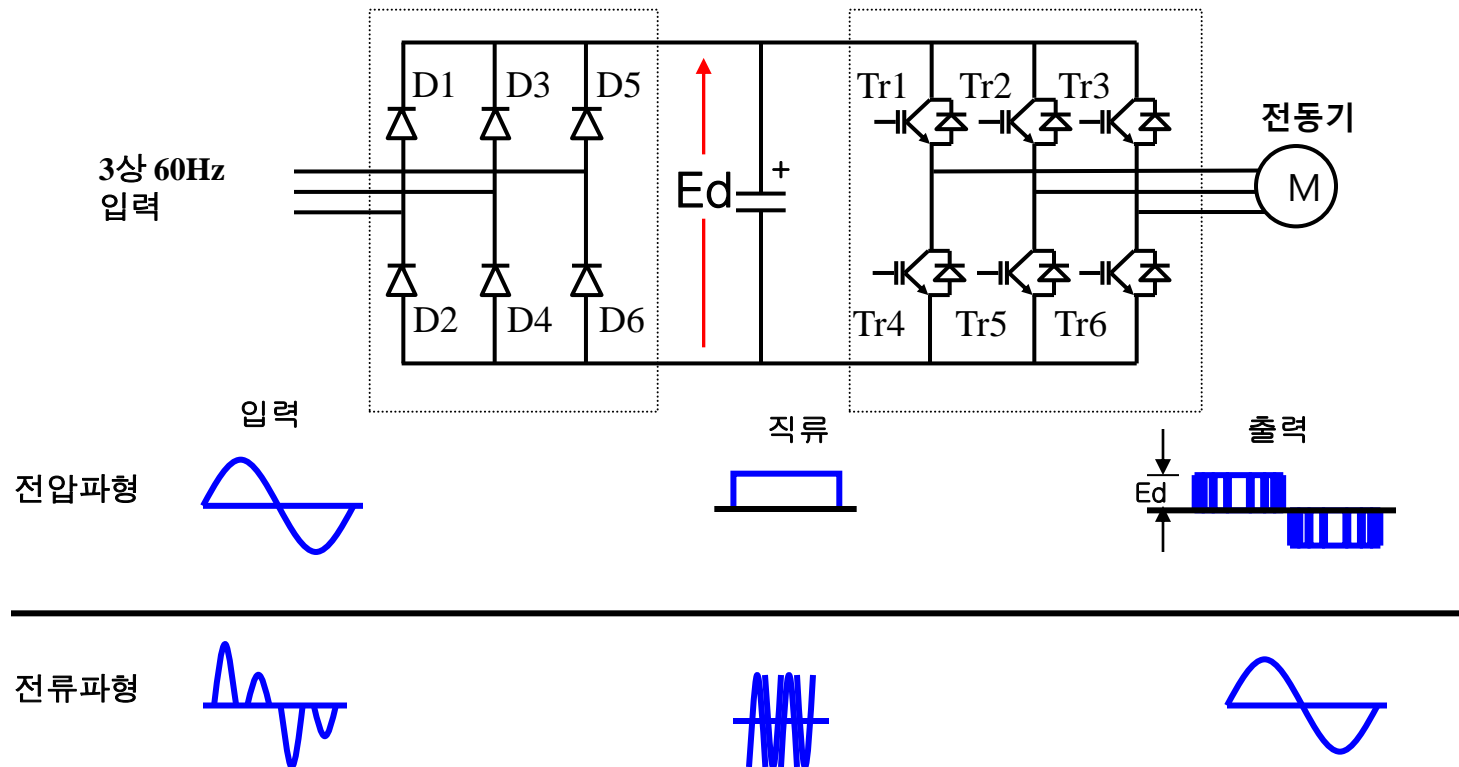 D1 D3 D5
Tr1 Tr2 Tr3
전동기
3상 60Hz
입력
Ed
+
M
D2 D4 D6
Tr4 Tr5 Tr6
입력 직류 출력
전압파형
Ed
전류파형